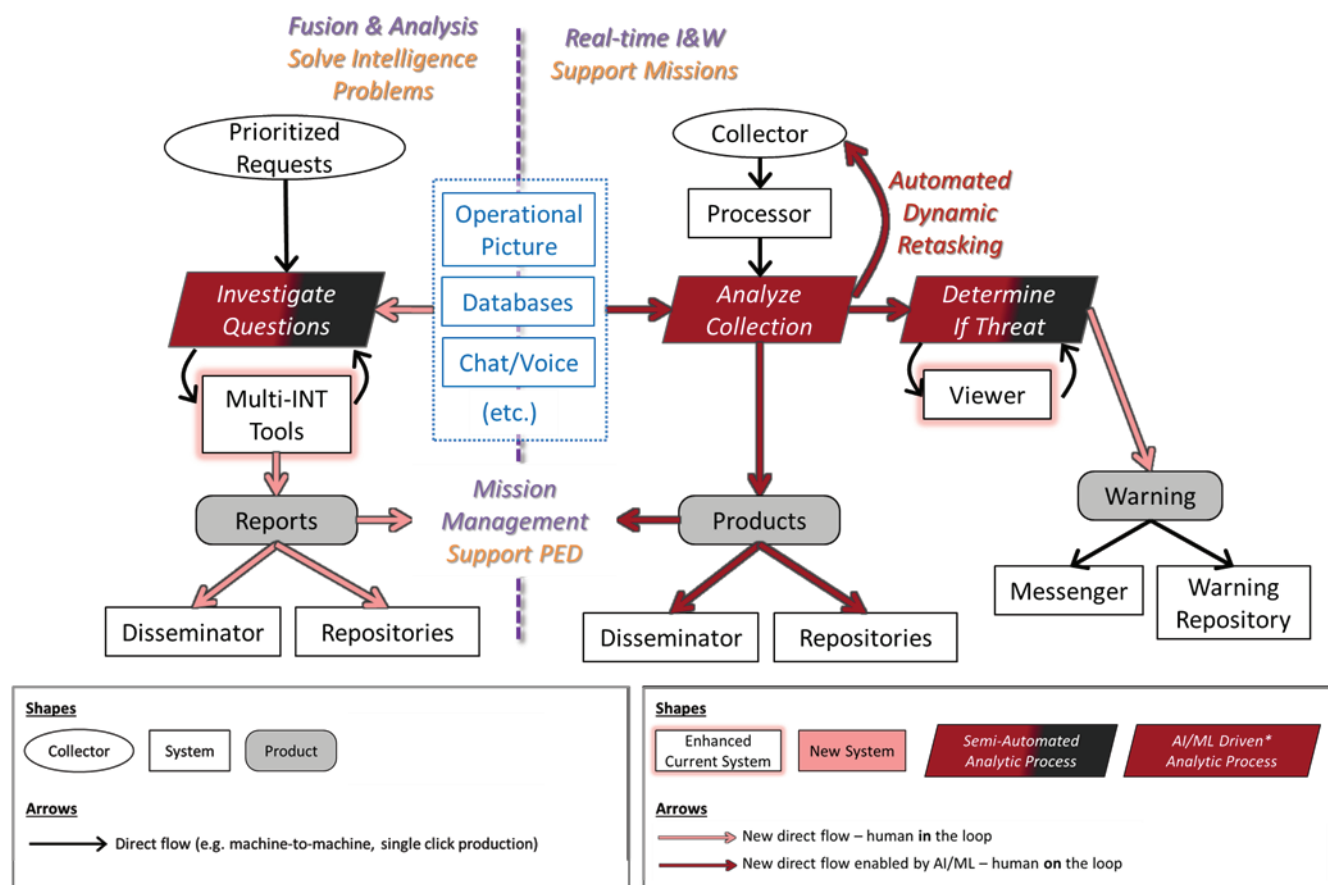 Fusion & Analysis
Solve Intelligence
Problems
Real-time I&W
Support Missions
Prioritized
Requests
Collector
Automated
Dynamic
Retasking
Operational
Picture
Processor
Investigate
Questions
Databases
Analyze
Collection
Determine
If Threat
Chat/Voice
Multi-INT
Tools
Viewer
(etc.)
Reports
Mission
Management
Support PED
Products
Warning
Disseminator
Repositories
Disseminator
Repositories
Messenger
Warning
Repository
Shapes
Collector
System
Product
Arrows
Direct flow (e.g. machine-to-machine, single click production)
Shapes
Enhanced
Current System
New System
Semi-Automated
Analytic Process
AI/ML Driven*
Analytic Process
Arrows
New direct flow – human in the loop
New direct flow enabled by AI/ML – human on the loop